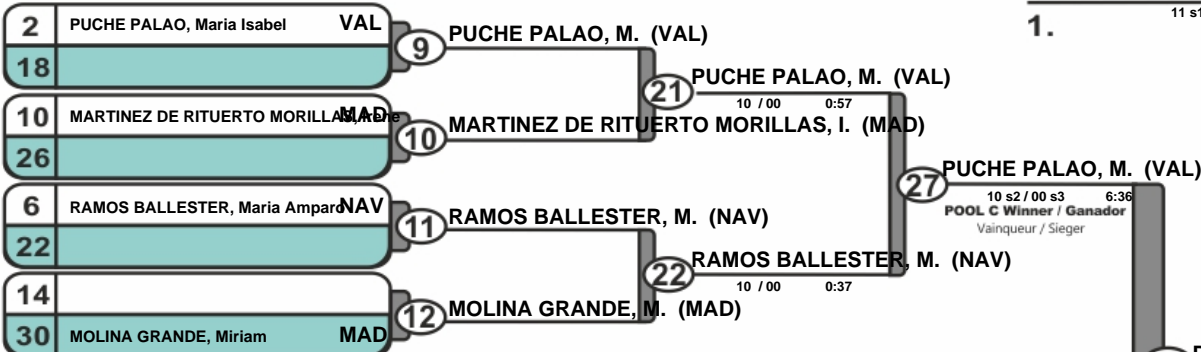 2 PUCHE PALAO, Maria Isabel VAL
18
9 PUCHE PALAO, M. (VAL)
10 MARTINEZ DE RITUERTO MORILLAS, Irene MAD
26
10 MARTINEZ DE RITUERTO MORILLAS, I. (MAD)
21 PUCHE PALAO, M. (VAL)
10 / 00 0:57
6 RAMOS BALLESTER, Maria Amparo NAV
22
11 RAMOS BALLESTER, M. (NAV)
14
30 MOLINA GRANDE, Miriam MAD
12 MOLINA GRANDE, M. (MAD)
22 RAMOS BALLESTER, M. (NAV)
10 / 00 0:37
27 PUCHE PALAO, M. (VAL)
10 s2 / 00 s3 6:36
POOL C Winner / Ganador
Vainqueur / Sieger
11 s1
1.